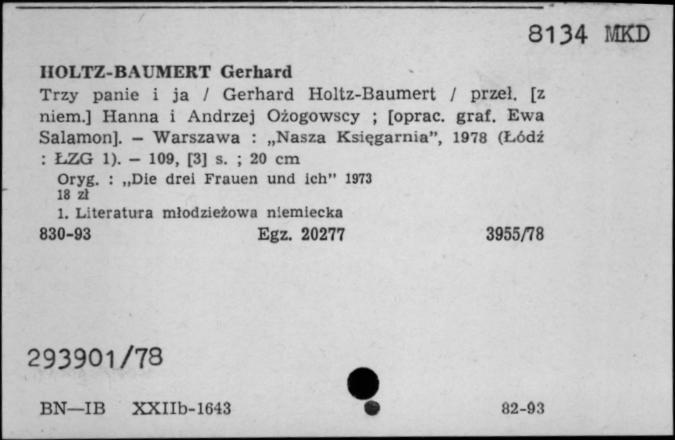 8134 MKD
HOLTZ-BAUMERT Gerhard
Trzy panie i ja / Gerhard Holtz-Baumert / przeł. [z
niem.] Hanna i Andrzej Ożogowscy ; [oprac. graf. Ewa
Salamon]. — Warszawa : „Nasza Księgarnia”, 1978 (Łódź
: ŁZG 1). — 109, [3] s. ; 20 cm
Oryg. : „Die drei Frauen und ich” 1973
18 zł
1. Literatura młodzieżowa niemiecka
830-93 Egz. 20277 3955/78
293901/78
BN—IB XXIIb-1643 82-93